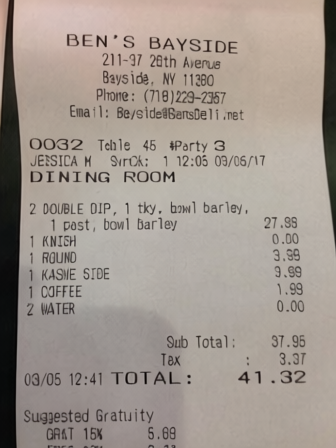 BEN'S BAYSIDE
211-37 26th Avenue
Bayside, NY 11360
Phone: (718)229-2367
Email: Bayside@BensDeli.net
0032 Table 45 #Party 3
JESSICA M SvrCk: 1 12:05 03/05/17
DINING ROOM
2 DOUBLE DIP, 1 tky, bowl barley,
1 past, bowl barley 27.98
1 KNISH 0.00
1 ROUND 3.99
1 KASHE SIDE 3.99
1 COFFEE 1.99
2 WATER 0.00
Sub Total: 37.95
Tax : 3.37
03/05 12:41 TOTAL: 41.32
Suggested Gratuity
GRAT 15% 5.69